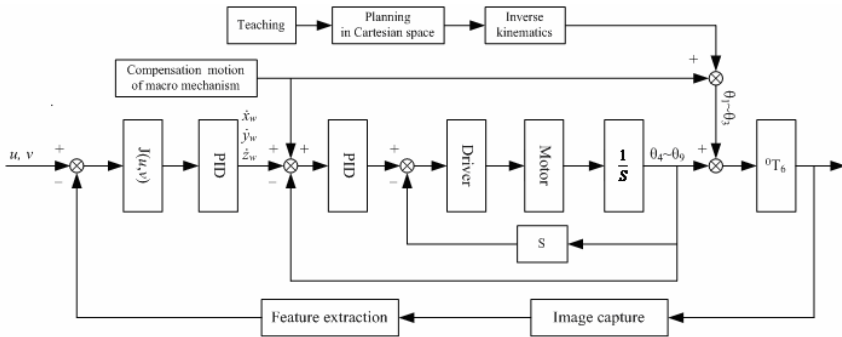 Teaching
Planning
in Cartesian space
Inverse
kinematics
Compensation motion
of macro mechanism
+
θ₁~θ₃
ẋw
ẏw
żw
u, v
+
−
J(u,v)
PID
+
+
−
PID
−
Driver
Motor
1
S
θ₄~θ₉
+
⁰T₆
S
Feature extraction
Image capture